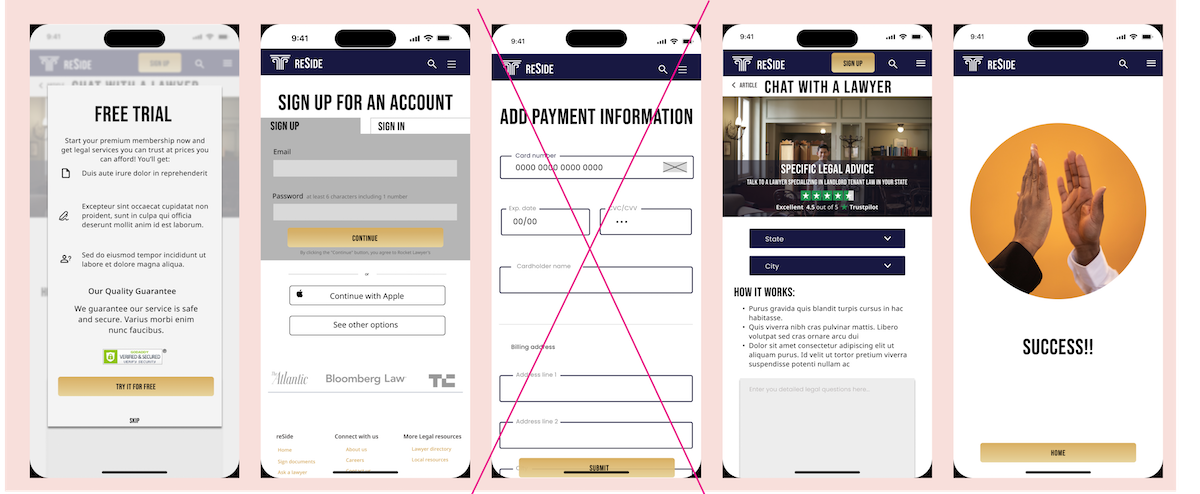 9:41
reSide
SIGN UP
CHAT WITH A LAWYER
FREE TRIAL
Start your premium membership now and
get legal services you can trust at prices you
can afford! You'll get:
Duis aute irure dolor in reprehenderit
Excepteur sint occaecat cupidatat non
proident, sunt in culpa qui officia
deserunt mollit anim id est laborum.
Sed do eiusmod tempor incididunt ut
labore et dolore magna aliqua.
Our Quality Guarantee
We guarantee our service is safe
and secure. Varius morbi enim
nunc faucibus.
VERIFIED & SECURED
VERIFY SECURITY
TRY IT FOR FREE
SKIP
9:41
reSide
SIGN UP FOR AN ACCOUNT
SIGN UP
SIGN IN
Email
Password at least 6 characters including 1 number
CONTINUE
By clicking the "Continue" button, you agree to Rocket Lawyer's
or
Continue with Apple
See other options
The Atlantic
Bloomberg Law
TC
reSide
Connect with us
More Legal resources
Home
About us
Lawyer directory
Sign documents
Careers
Local resources
Ask a lawyer
9:41
reSide
ADD PAYMENT INFORMATION
Card number
0000 0000 0000 0000
Exp. date
CVC/CVV
00/00
Cardholder name
Billing address
Address line 1
Address line 2
SUBMIT
9:41
reSide
SIGN UP
ARTICLE
CHAT WITH A LAWYER
SPECIFIC LEGAL ADVICE
TALK TO A LAWYER SPECIALIZING IN LANDLORD TENANT LAW IN YOUR STATE
Excellent 4.5 out of 5 Trustpilot
State
City
HOW IT WORKS:
• Purus gravida quis blandit turpis cursus in hac
habitasse.
• Quis viverra nibh cras pulvinar mattis. Libero
volutpat sed cras ornare arcu dui
• Dolor sit amet consectetur adipiscing elit ut
aliquam purus. Id velit ut tortor pretium viverra
suspendisse potenti nullam ac
Enter you detailed legal questions here...
9:41
reSide
SUCCESS!!
HOME